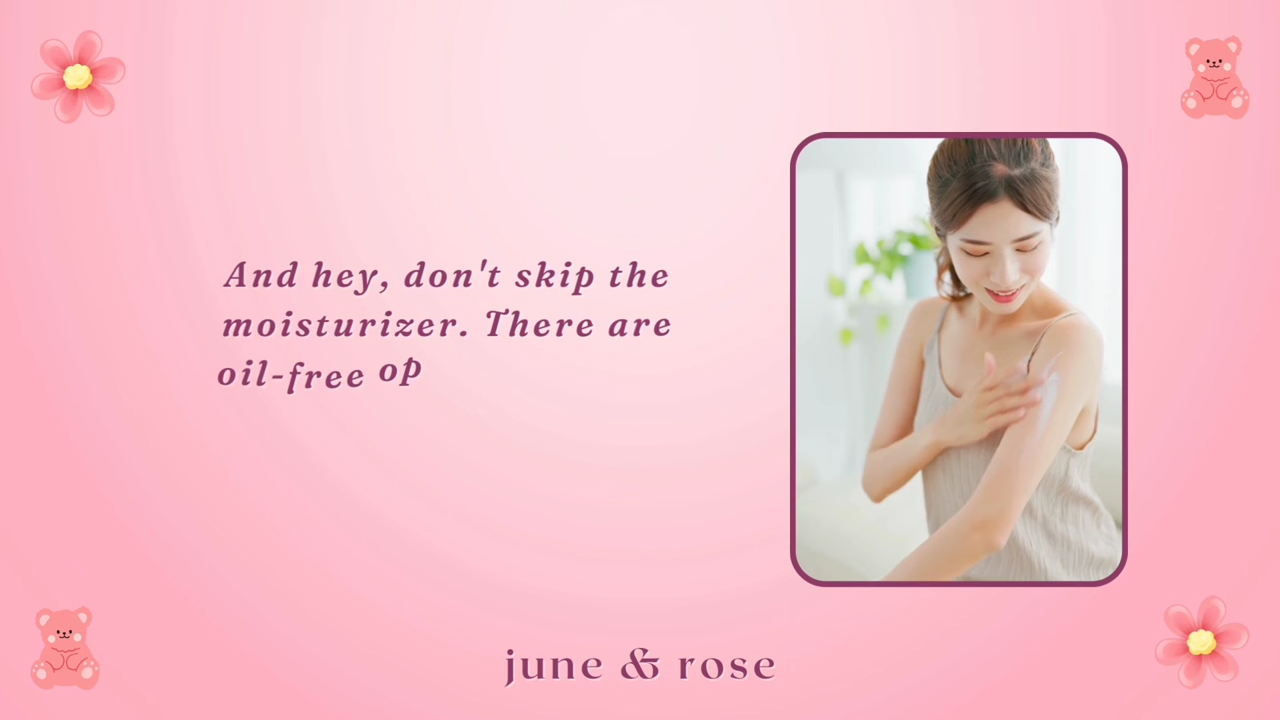 And hey, don't skip the
moisturizer. There are
oil-free op
june & rose